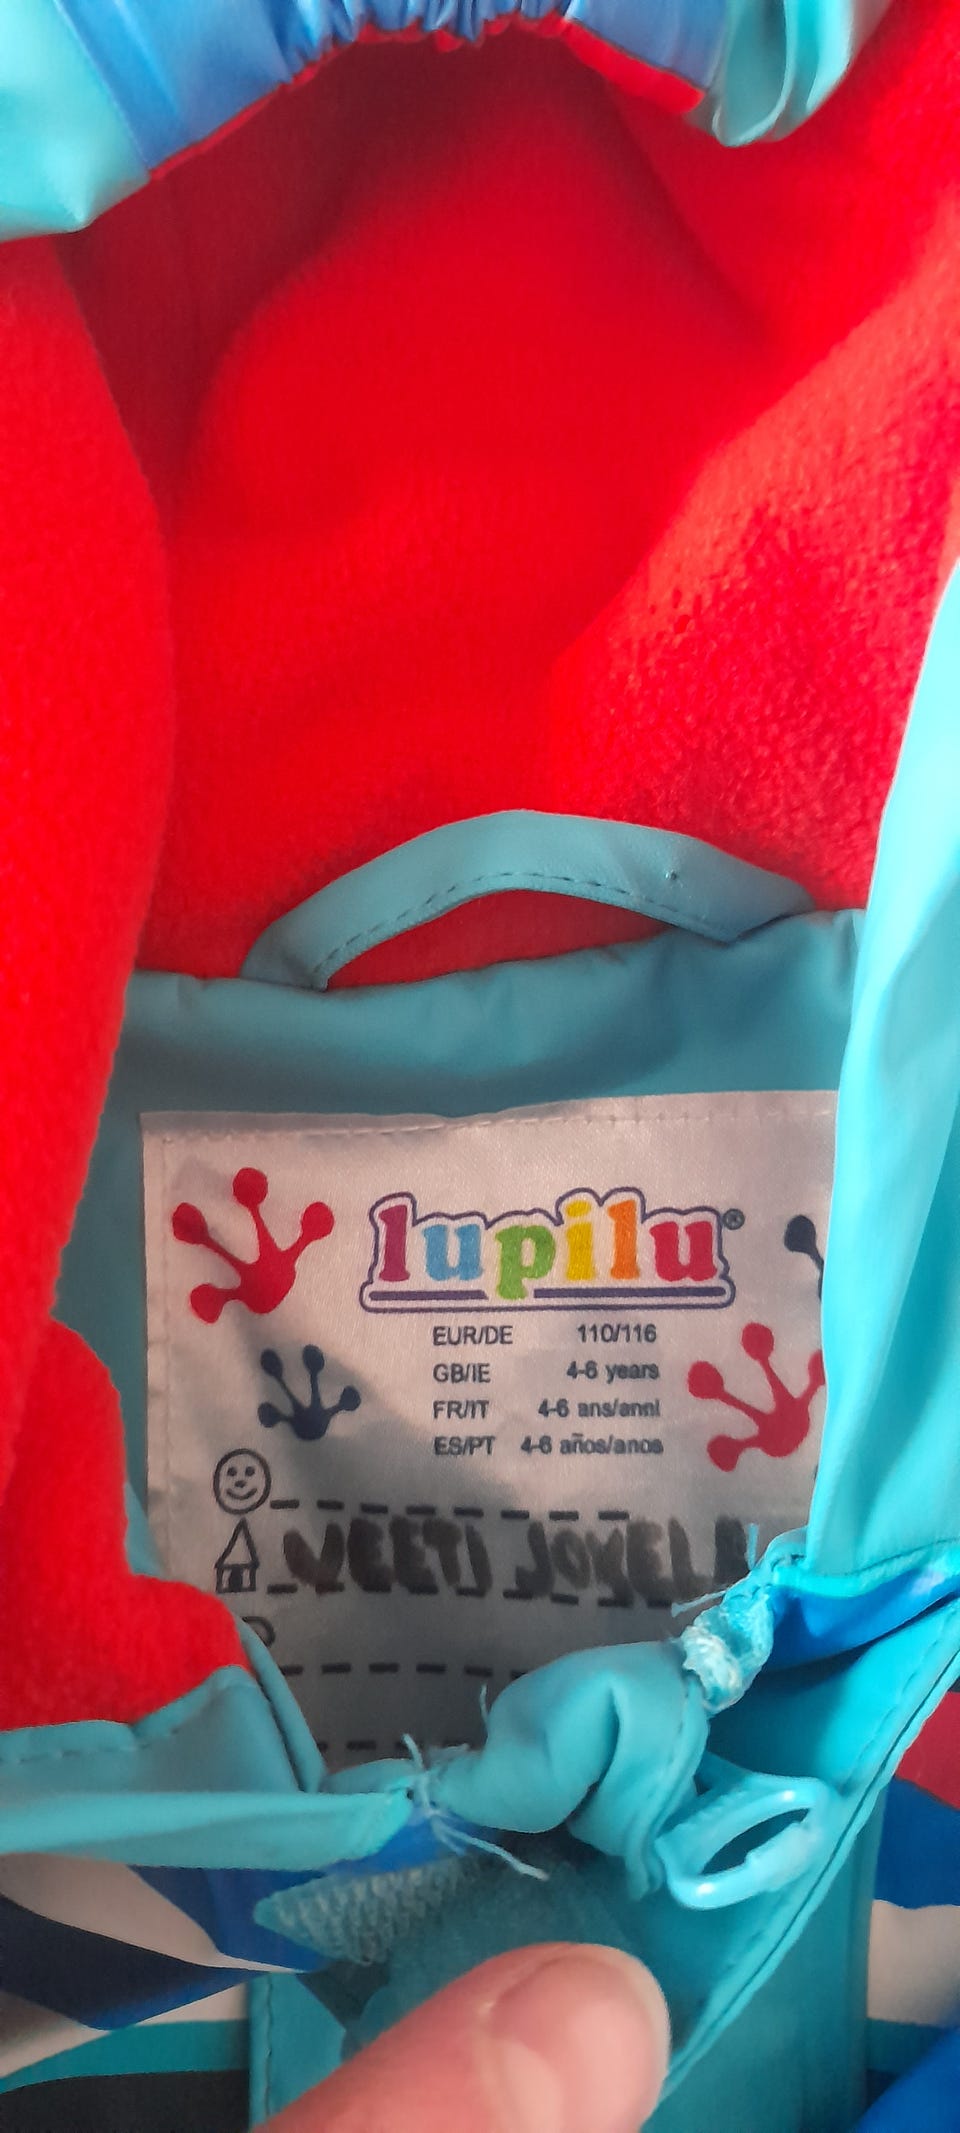 lupilu®
EUR/DE 110/116
GB/IE 4-6 years
FR/IT 4-6 ans/anni
ES/PT 4-6 años/anos
VEETI